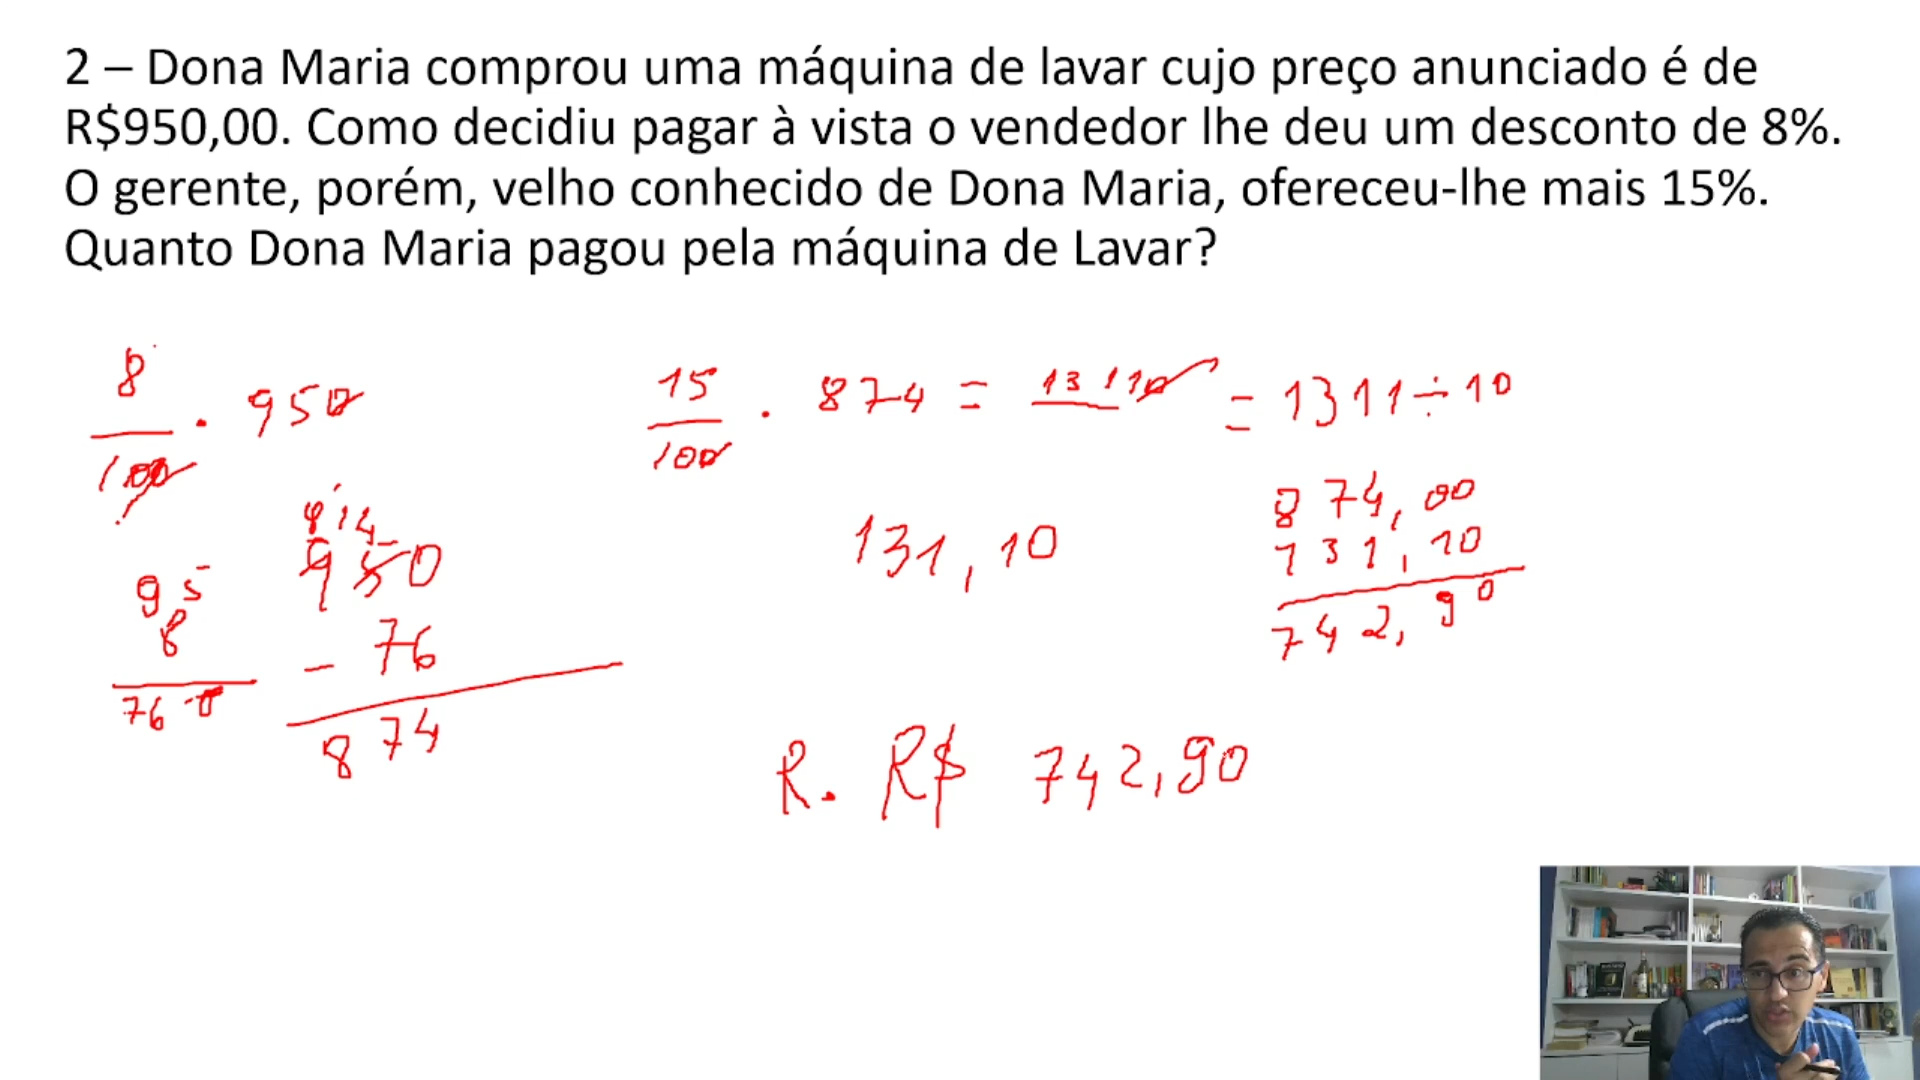 2 – Dona Maria comprou uma máquina de lavar cujo preço anunciado é de
R$950,00. Como decidiu pagar à vista o vendedor lhe deu um desconto de 8%.
O gerente, porém, velho conhecido de Dona Maria, ofereceu-lhe mais 15%.
Quanto Dona Maria pagou pela máquina de Lavar?
8
100
. 950
95
8
760
8 14
950
- 76
874
15
100
. 874 = 13110 = 1311 ÷ 10
131,10
874,00
131,10
742,90
R. R$ 742,90